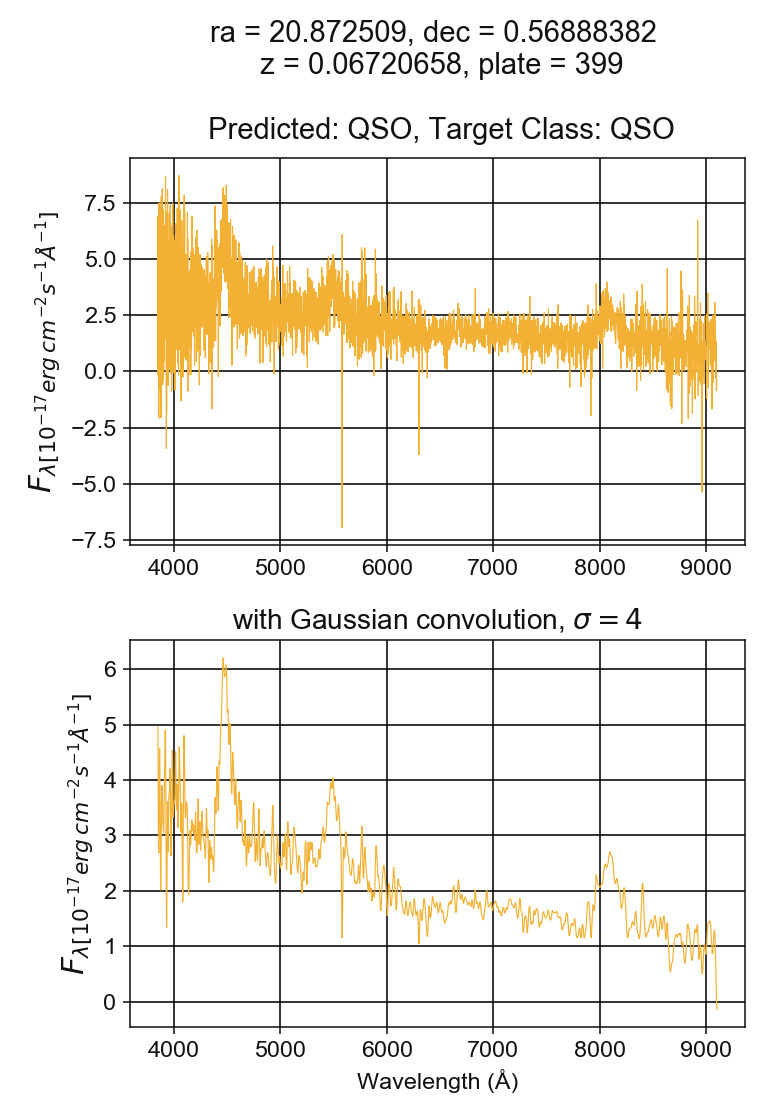 ra = 20.872509, dec = 0.56888382
z = 0.06720658, plate = 399
Predicted: QSO, Target Class: QSO
7.5
5.0
2.5
0.0
−2.5
−5.0
−7.5
F_λ[10^{−17} erg cm^{−2}s^{−1}Å^{−1}]
4000 5000 6000 7000 8000 9000
with Gaussian convolution, σ = 4
6
5
4
3
2
1
0
F_λ[10^{−17} erg cm^{−2}s^{−1}Å^{−1}]
4000 5000 6000 7000 8000 9000
Wavelength (Å)